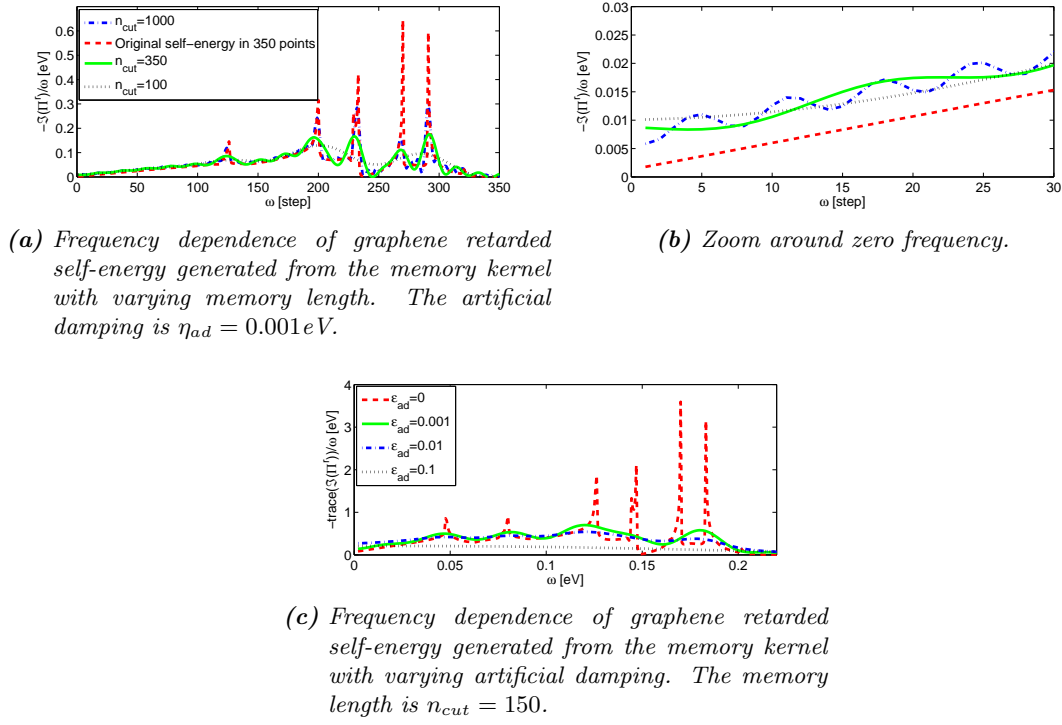 n_cut=1000
Original self-energy in 350 points
n_cut=350
n_cut=100
−ℑ(Π^r)/ω [eV]
0.6
0.5
0.4
0.3
0.2
0.1
0
0 50 100 150 200 250 300 350
ω [step]
(a) Frequency dependence of graphene retarded
self-energy generated from the memory kernel
with varying memory length. The artificial
damping is η_ad = 0.001eV.
−ℑ(Π^r)/ω [eV]
0.03
0.025
0.02
0.015
0.01
0.005
0
0 5 10 15 20 25 30
ω [step]
(b) Zoom around zero frequency.
ε_ad=0
ε_ad=0.001
ε_ad=0.01
ε_ad=0.1
−trace(ℑ(Π^r))/ω [eV]
4
3
2
1
0
0 0.05 0.1 0.15 0.2
ω [eV]
(c) Frequency dependence of graphene retarded
self-energy generated from the memory kernel
with varying artificial damping. The memory
length is n_cut = 150.